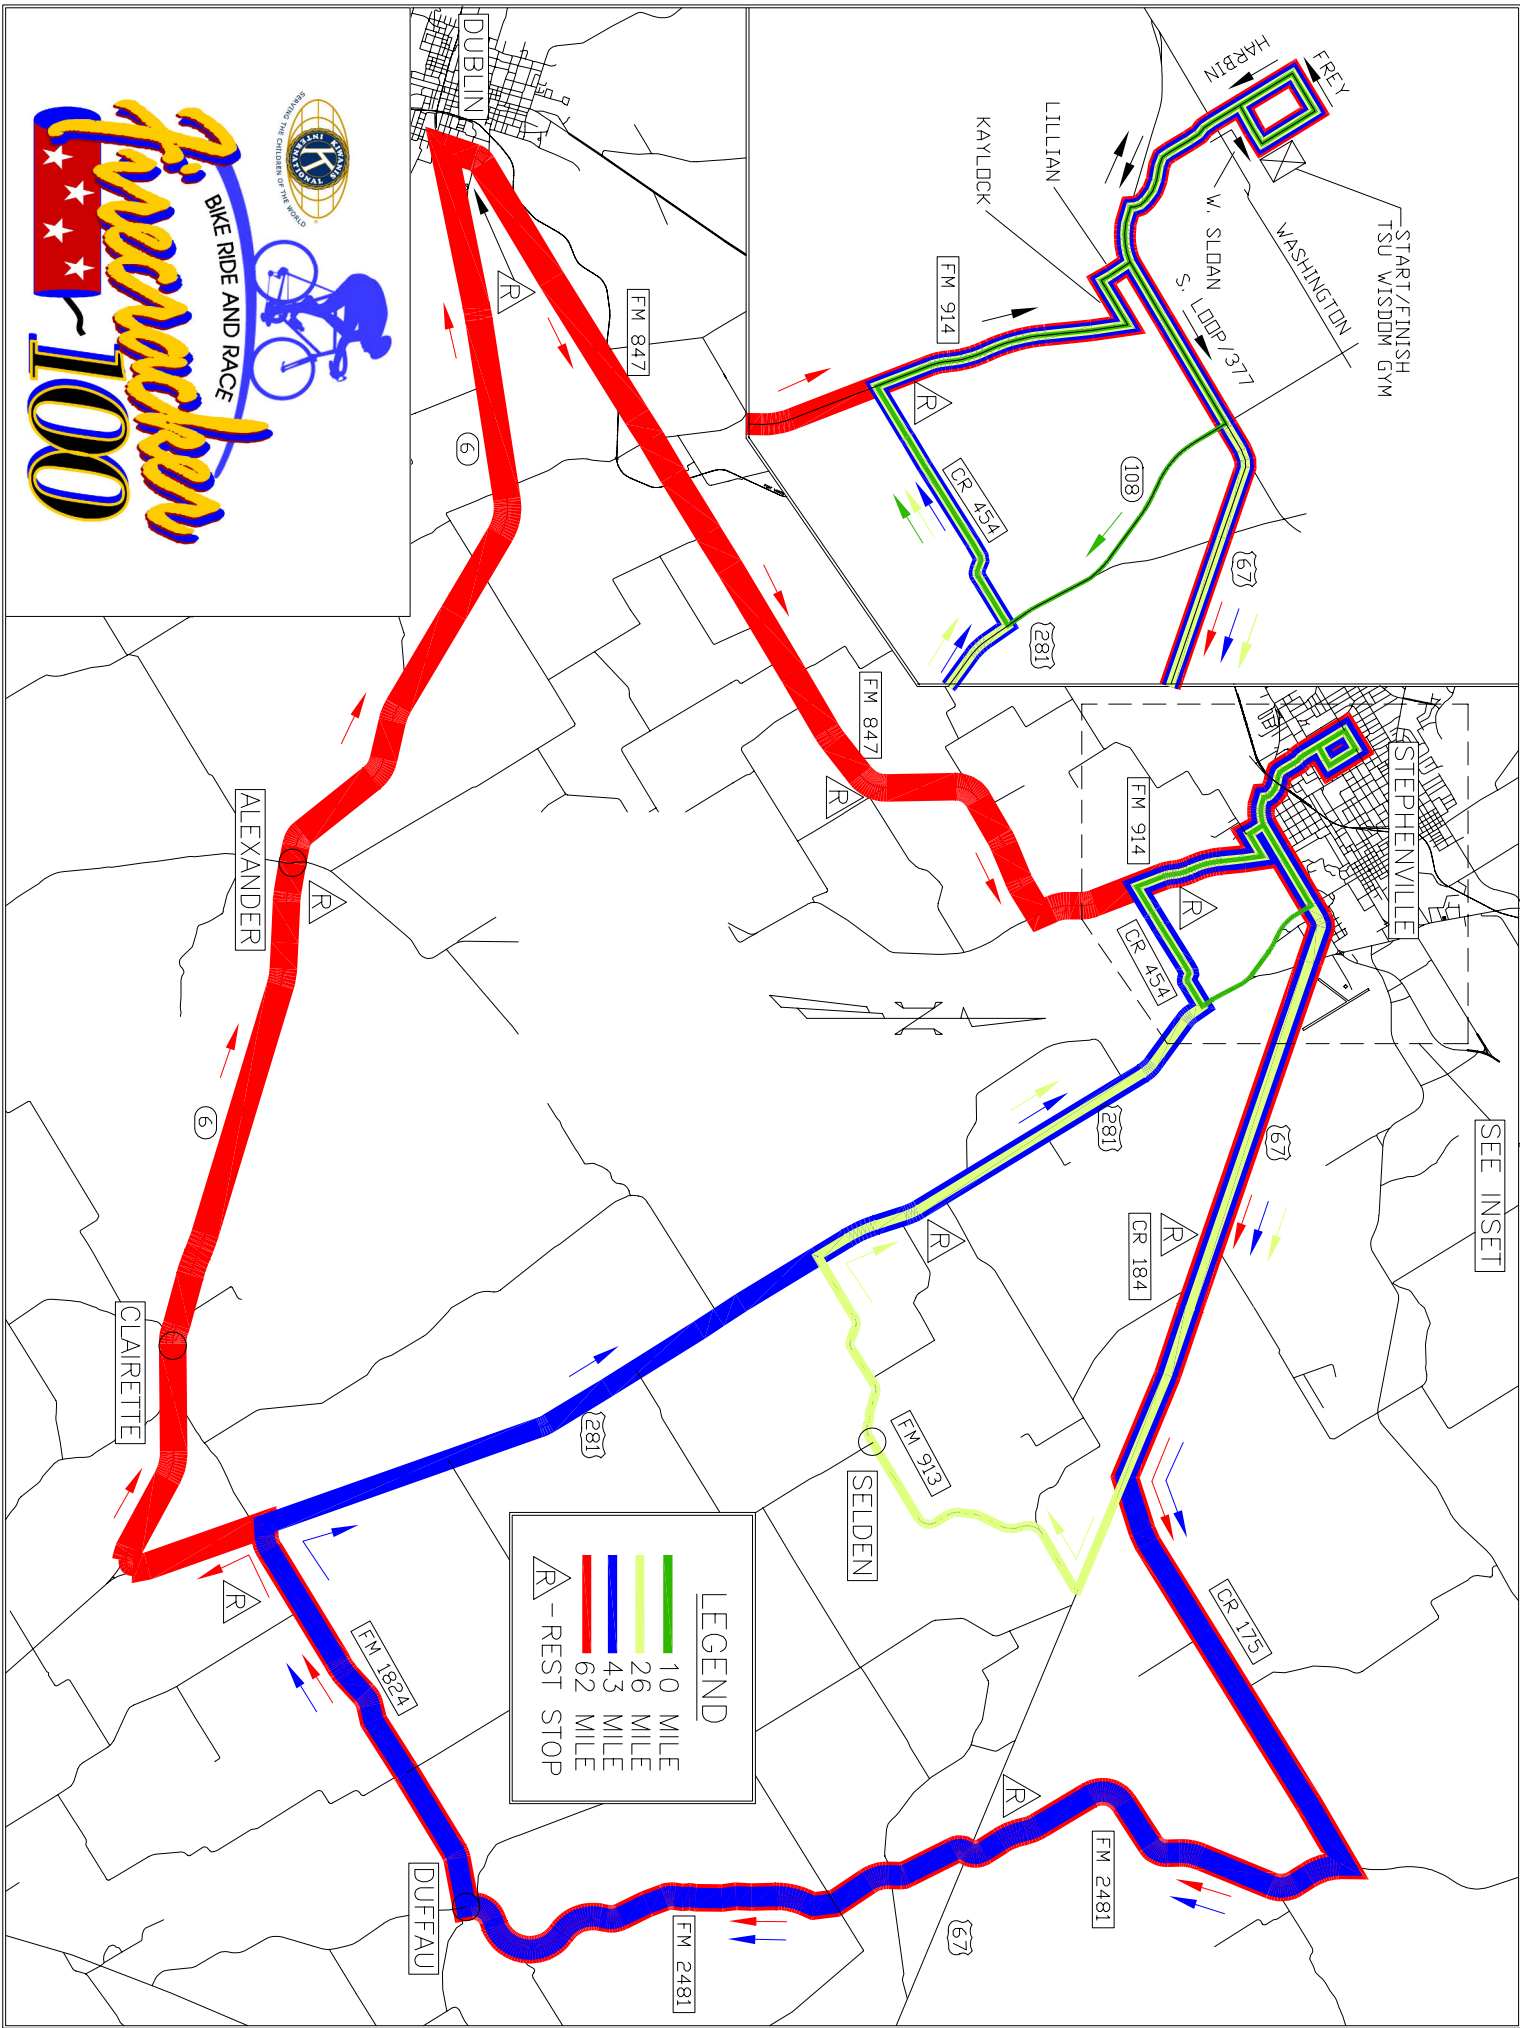 START/FINISH
TSU WISDOM GYM
FREY
HARBIN
WASHINGTON
W. SLOAN
S. LOOP/377
LILLIAN
KAYLOCK
FM 914
R
108
67
CR 454
281
STEPHENVILLE
SEE INSET
FM 914
R
CR 454
67
R
CR 184
281
R
CR 175
FM 913
SELDEN
281
R
FM 2481
67
FM 2481
DUFFAU
FM 1824
R
DUBLIN
R
FM 847
FM 847
R
6
ALEXANDER
R
6
CLAIRETTE
N
LEGEND
10 MILE
26 MILE
43 MILE
62 MILE
R - REST STOP
KIWANIS INTERNATIONAL
K
SERVING THE CHILDREN OF THE WORLD
BIKE RIDE AND RACE
Firecracker
100